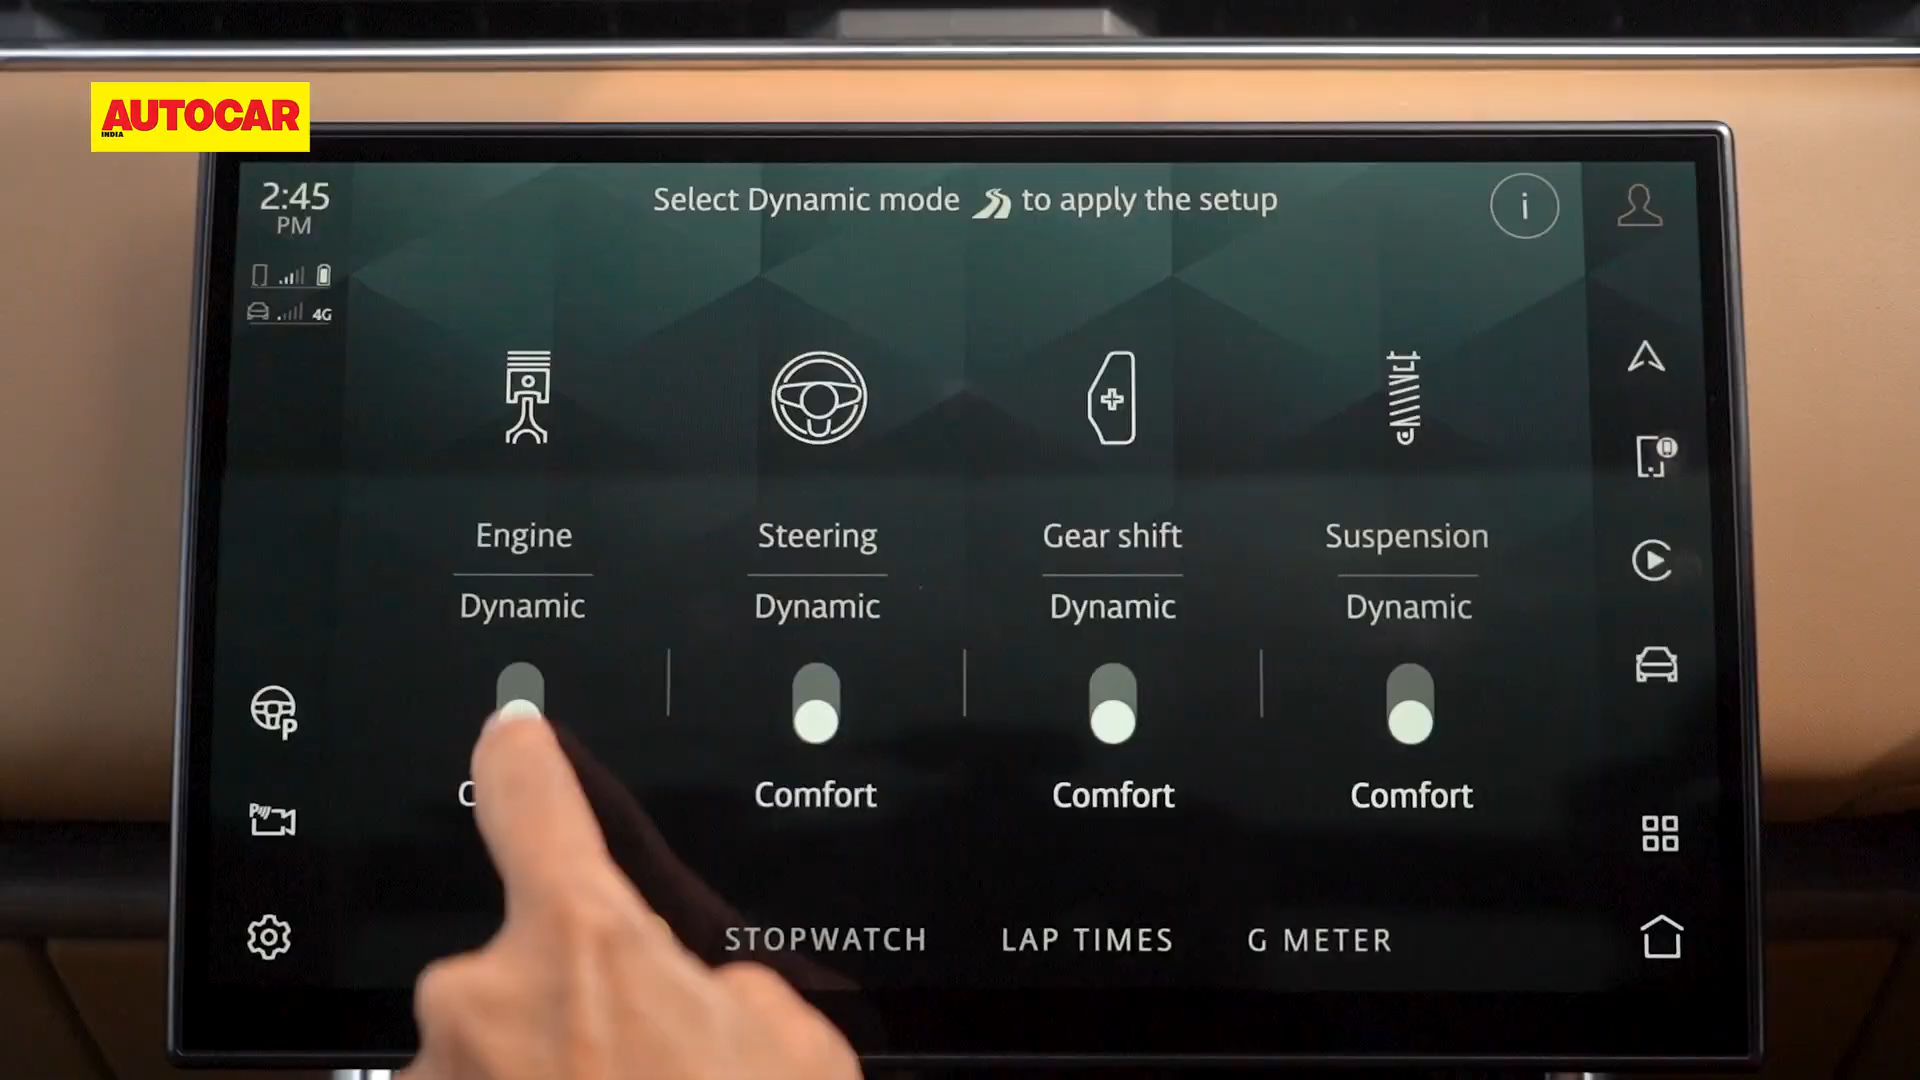 AUTOCAR
INDIA
2:45
PM
Select Dynamic mode to apply the setup
i
4G
Engine
Steering
Gear shift
Suspension
Dynamic
Dynamic
Dynamic
Dynamic
P
P
Comfort
Comfort
Comfort
STOPWATCH
LAP TIMES
G METER